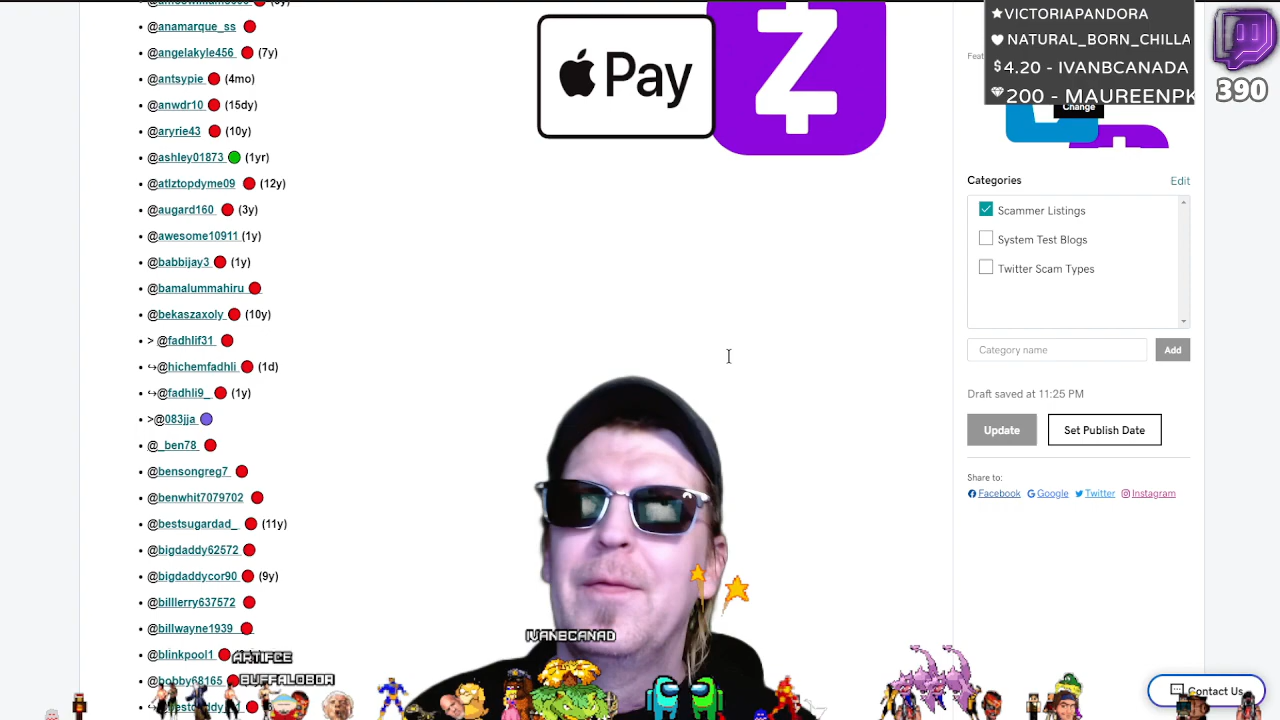 @anamarque_ss
@angelakyle456 (7y)
@antsypie (4mo)
@anwdr10 (15dy)
@aryrie43 (10y)
@ashley01873 (1yr)
@atlztopdyme09 (12y)
@augard160 (3y)
@awesome10911 (1y)
@babbijay3 (1y)
@bamalummahiru
@bekaszaxoly (10y)
> @fadhlif31
↪@hichemfadhli (1d)
↪@fadhli9_ (1y)
>@083jja
@_ben78
@bensongreg7
@benwhit7079702
@bestsugardad_ (11y)
@bigdaddy62572
@bigdaddycor90 (9y)
@billlerry637572
@billwayne1939
@blinkpool1
@bobby68165
Pay
★VICTORIAPANDORA
NATURAL_BORN_CHILLA
$4.20 - IVANBCANADA
200 - MAUREENPK
390
Change
Categories Edit
Scammer Listings
System Test Blogs
Twitter Scam Types
Category name Add
Draft saved at 11:25 PM
Update Set Publish Date
Share to:
Facebook Google Twitter Instagram
IVANBCANAD
ARTIFCE
BUFFALOBOR
Contact Us